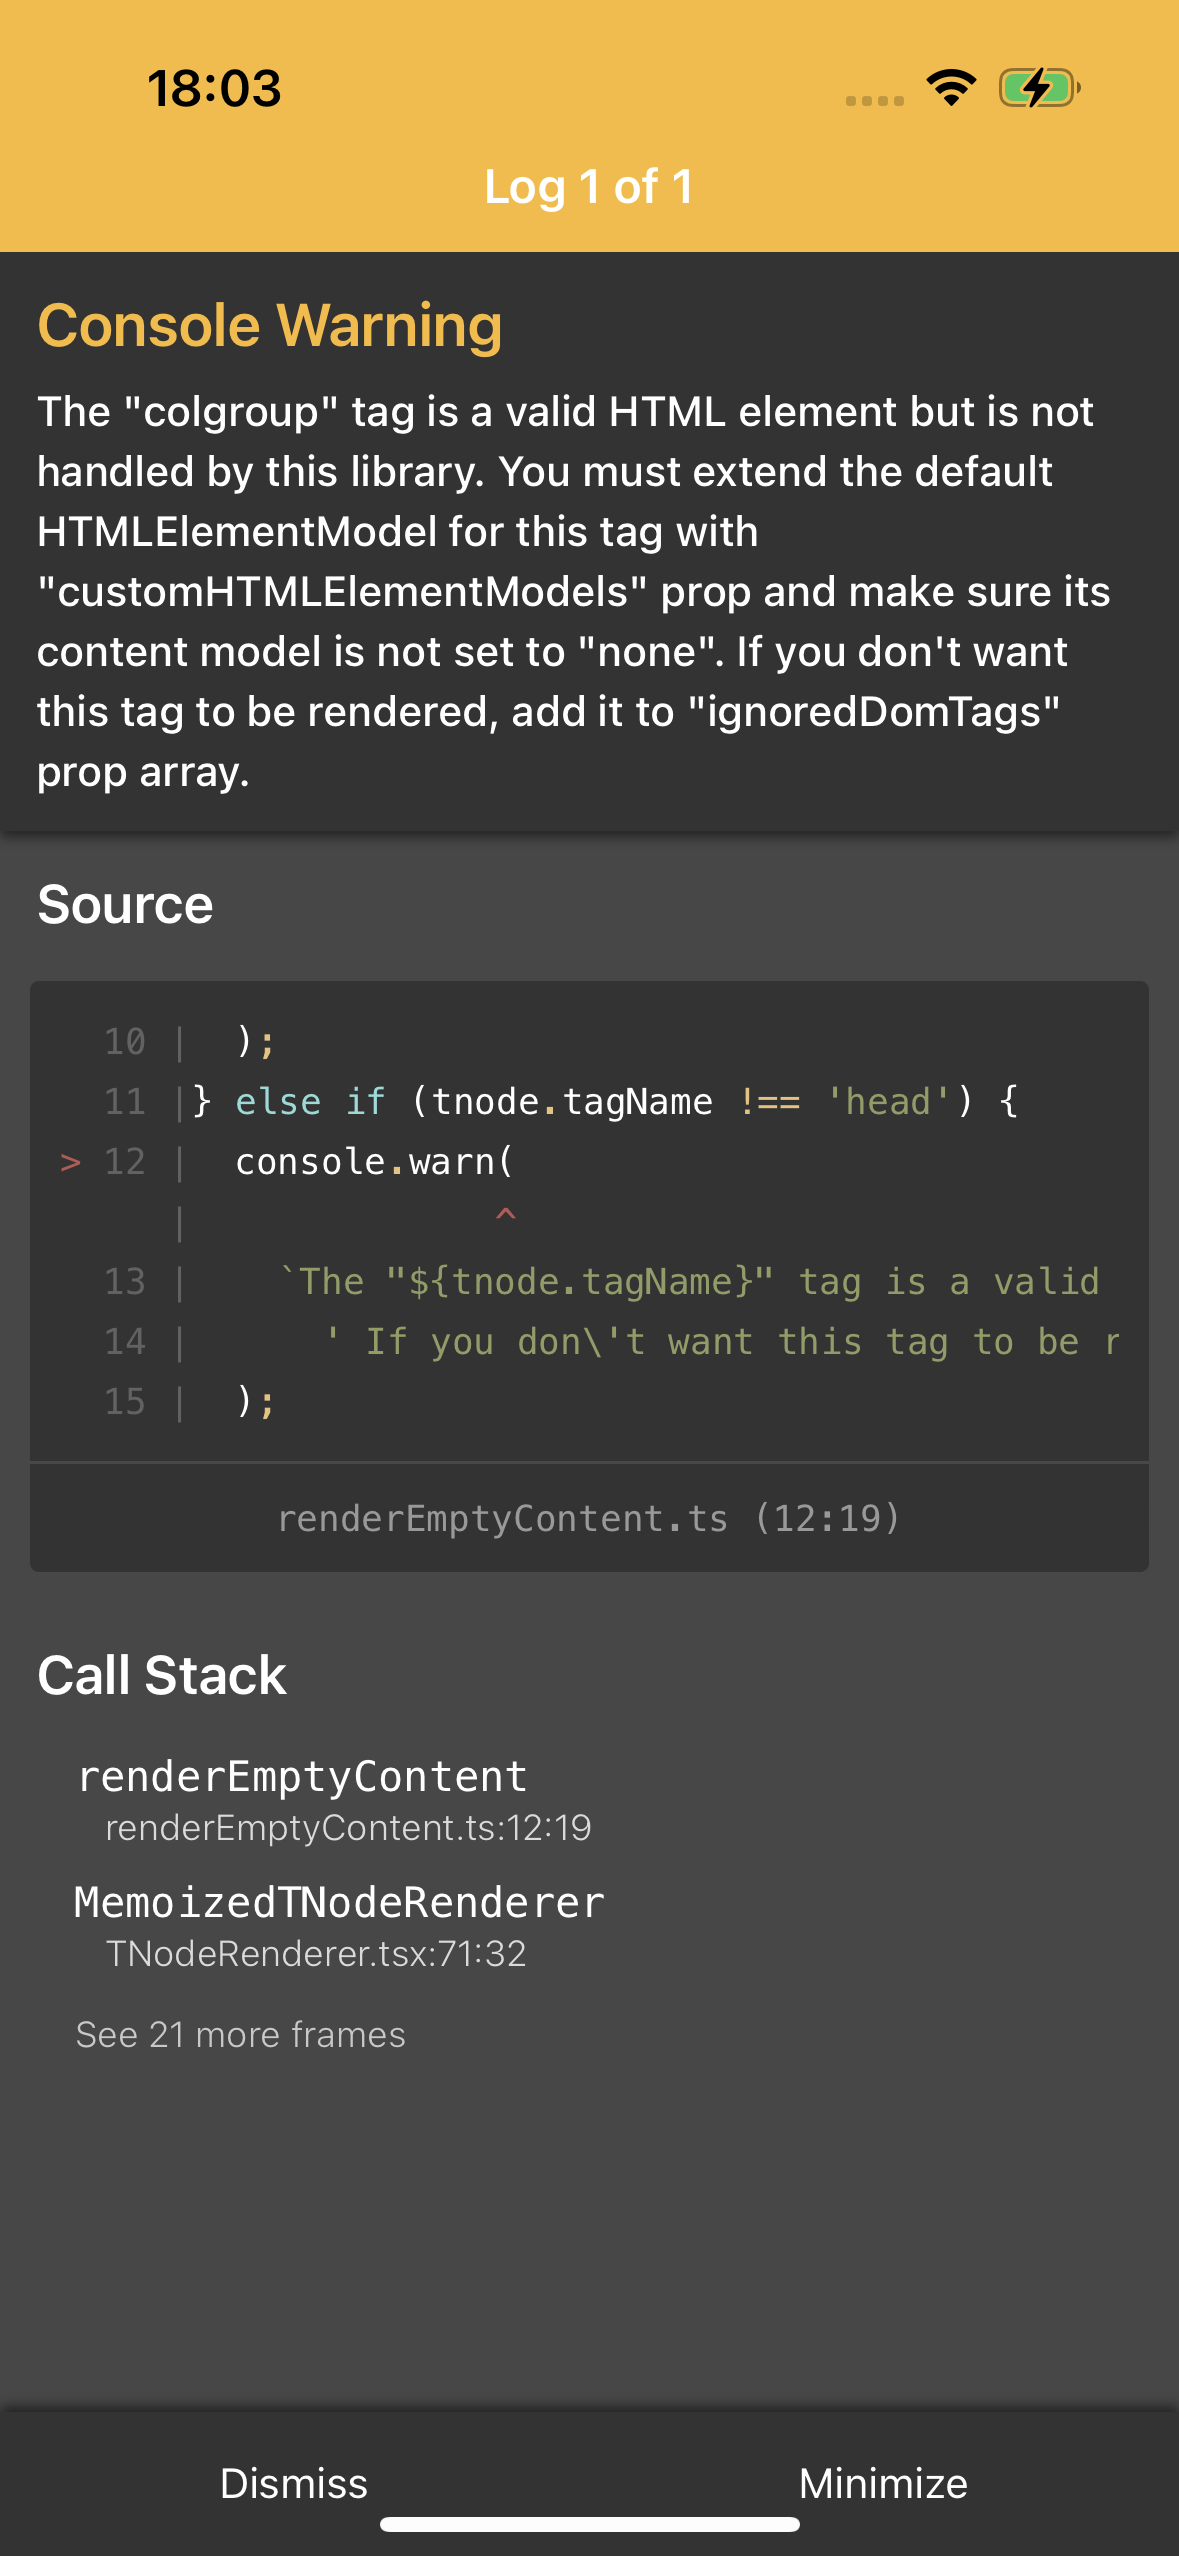 18:03
Log 1 of 1
Console Warning
The "colgroup" tag is a valid HTML element but is not
handled by this library. You must extend the default
HTMLElementModel for this tag with
"customHTMLElementModels" prop and make sure its
content model is not set to "none". If you don't want
this tag to be rendered, add it to "ignoredDomTags"
prop array.
Source
10 |   );
11 |} else if (tnode.tagName !== 'head') {
> 12 |   console.warn(
|               ^
13 |     `The "${tnode.tagName}" tag is a valid
14 |       ' If you don\'t want this tag to be r
15 |   );
renderEmptyContent.ts (12:19)
Call Stack
renderEmptyContent
renderEmptyContent.ts:12:19
MemoizedTNodeRenderer
TNodeRenderer.tsx:71:32
See 21 more frames
Dismiss
Minimize